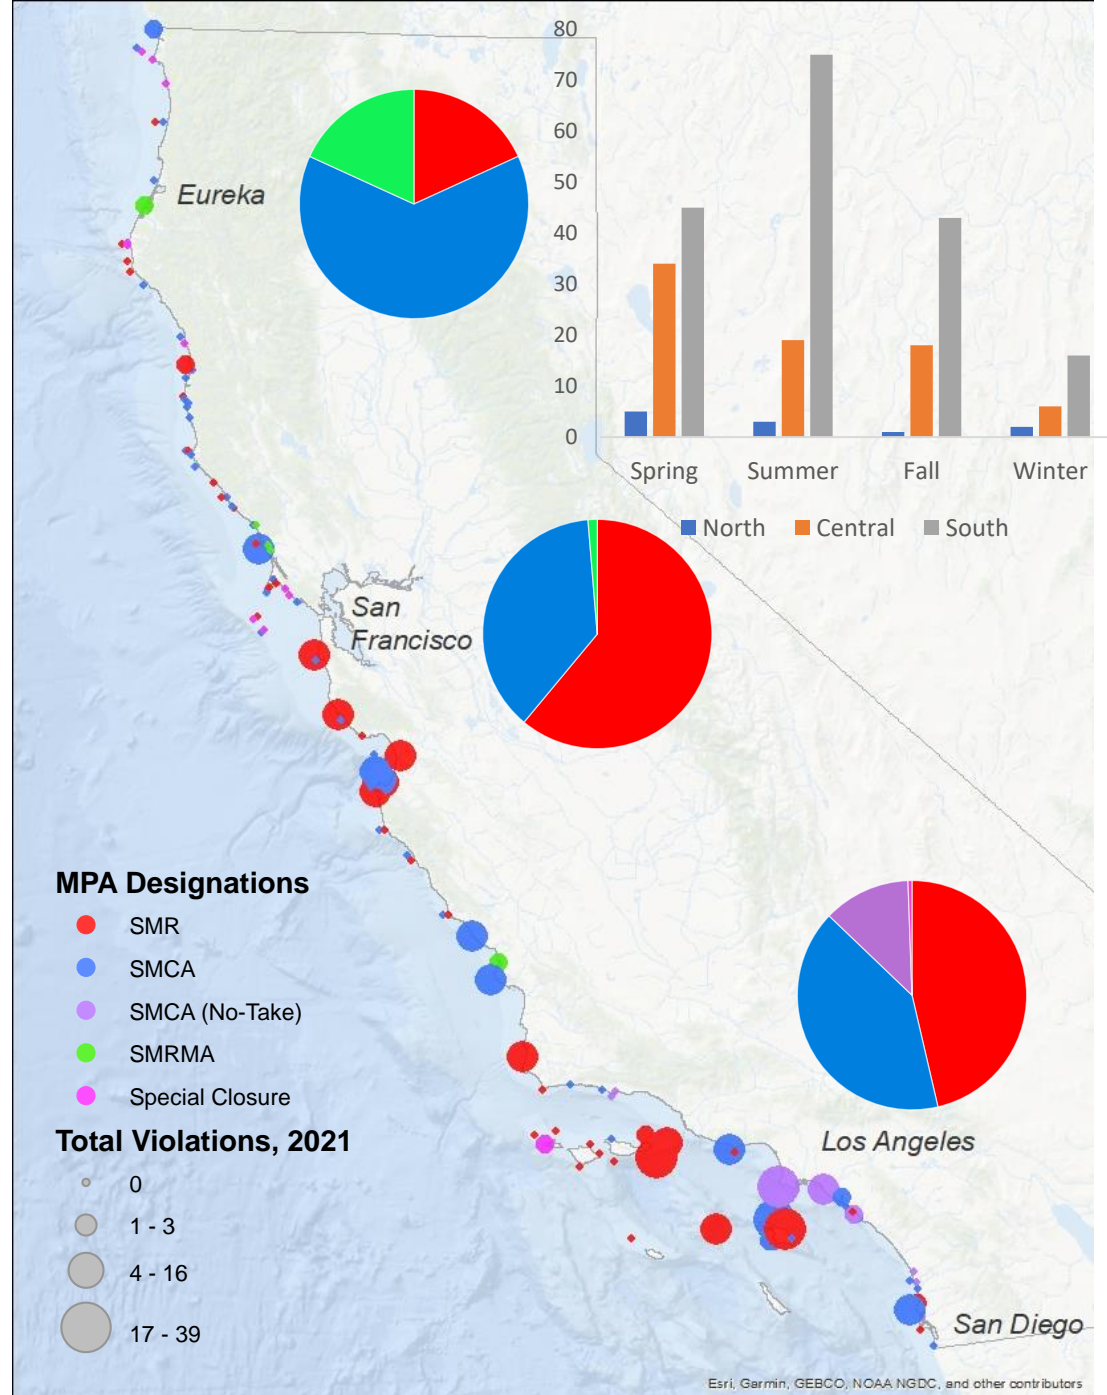 80
70
60
50
40
30
20
10
0
Spring Summer Fall Winter
North Central South
Eureka
San
Francisco
MPA Designations
SMR
SMCA
SMCA (No-Take)
SMRMA
Special Closure
Total Violations, 2021
0
1 - 3
4 - 16
17 - 39
Los Angeles
San Diego
Esri, Garmin, GEBCO, NOAA NGDC, and other contributors